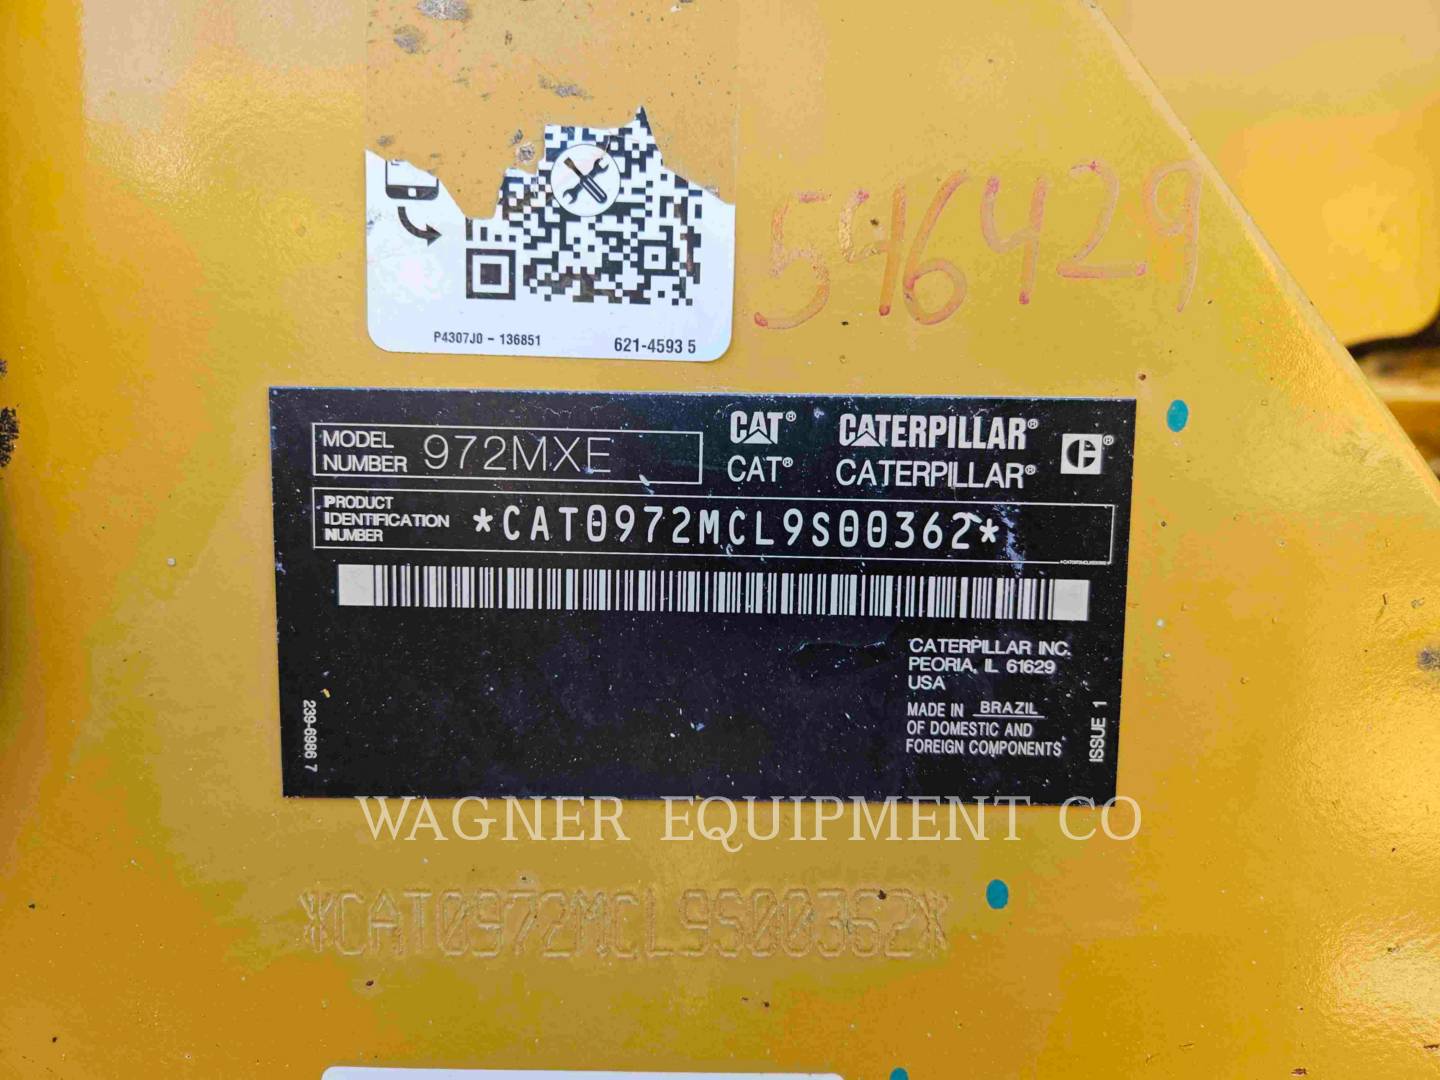 546429
P4307J0 - 136851
621-4593 5
MODEL NUMBER 972MXE
CAT® CATERPILLAR®
CAT® CATERPILLAR®
PRODUCT IDENTIFICATION NUMBER *CAT0972MCL9S00362*
CATERPILLAR INC.
PEORIA, IL 61629
USA
MADE IN BRAZIL
OF DOMESTIC AND
FOREIGN COMPONENTS
239-6986 7
ISSUE 1
WAGNER EQUIPMENT CO
*CAT0972MCL9S00362*